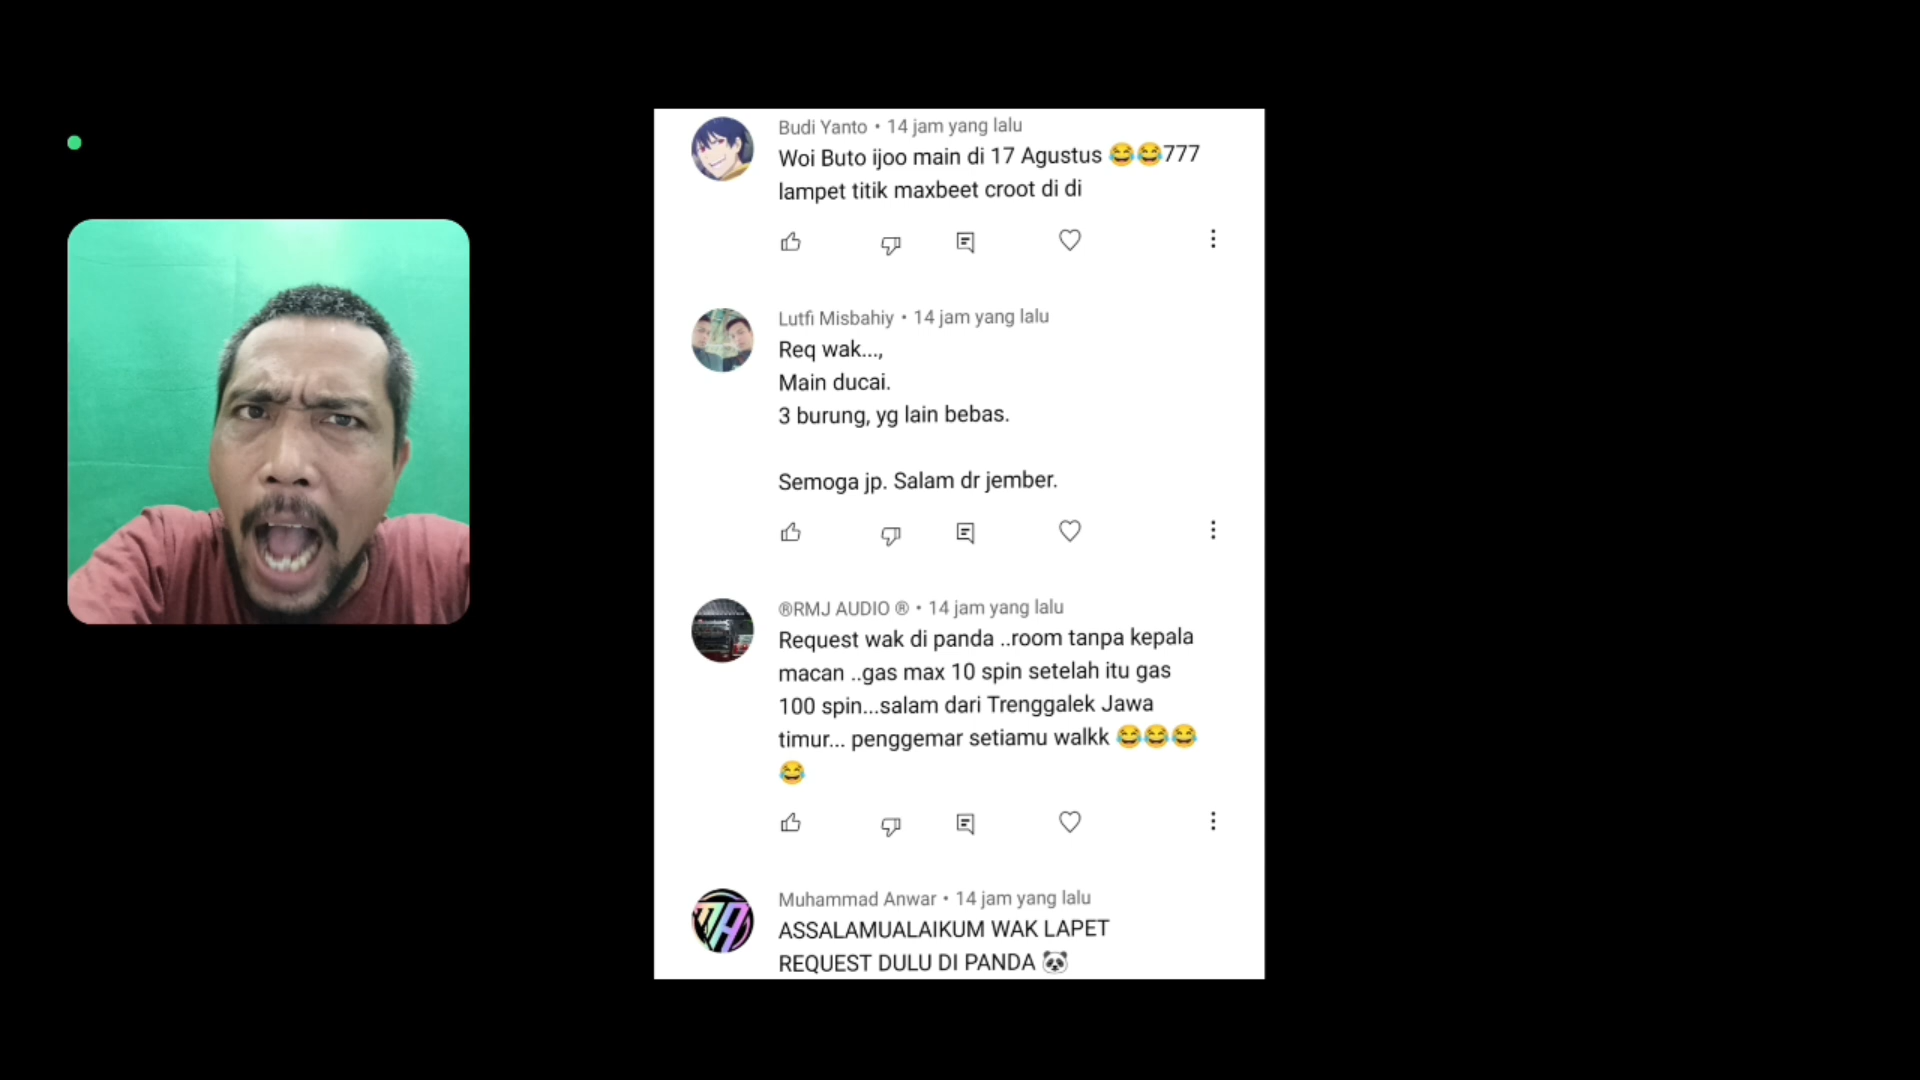 Budi Yanto • 14 jam yang lalu
Woi Buto ijoo main di 17 Agustus 😂😂777
lampet titik maxbeet croot di di
Lutfi Misbahiy • 14 jam yang lalu
Req wak...,
Main ducai.
3 burung, yg lain bebas.
Semoga jp. Salam dr jember.
®RMJ AUDIO ® • 14 jam yang lalu
Request wak di panda ..room tanpa kepala
macan ..gas max 10 spin setelah itu gas
100 spin...salam dari Trenggalek Jawa
timur... penggemar setiamu walkk 😂😂😂
😂
Muhammad Anwar • 14 jam yang lalu
ASSALAMUALAIKUM WAK LAPET
REQUEST DULU DI PANDA 🐼